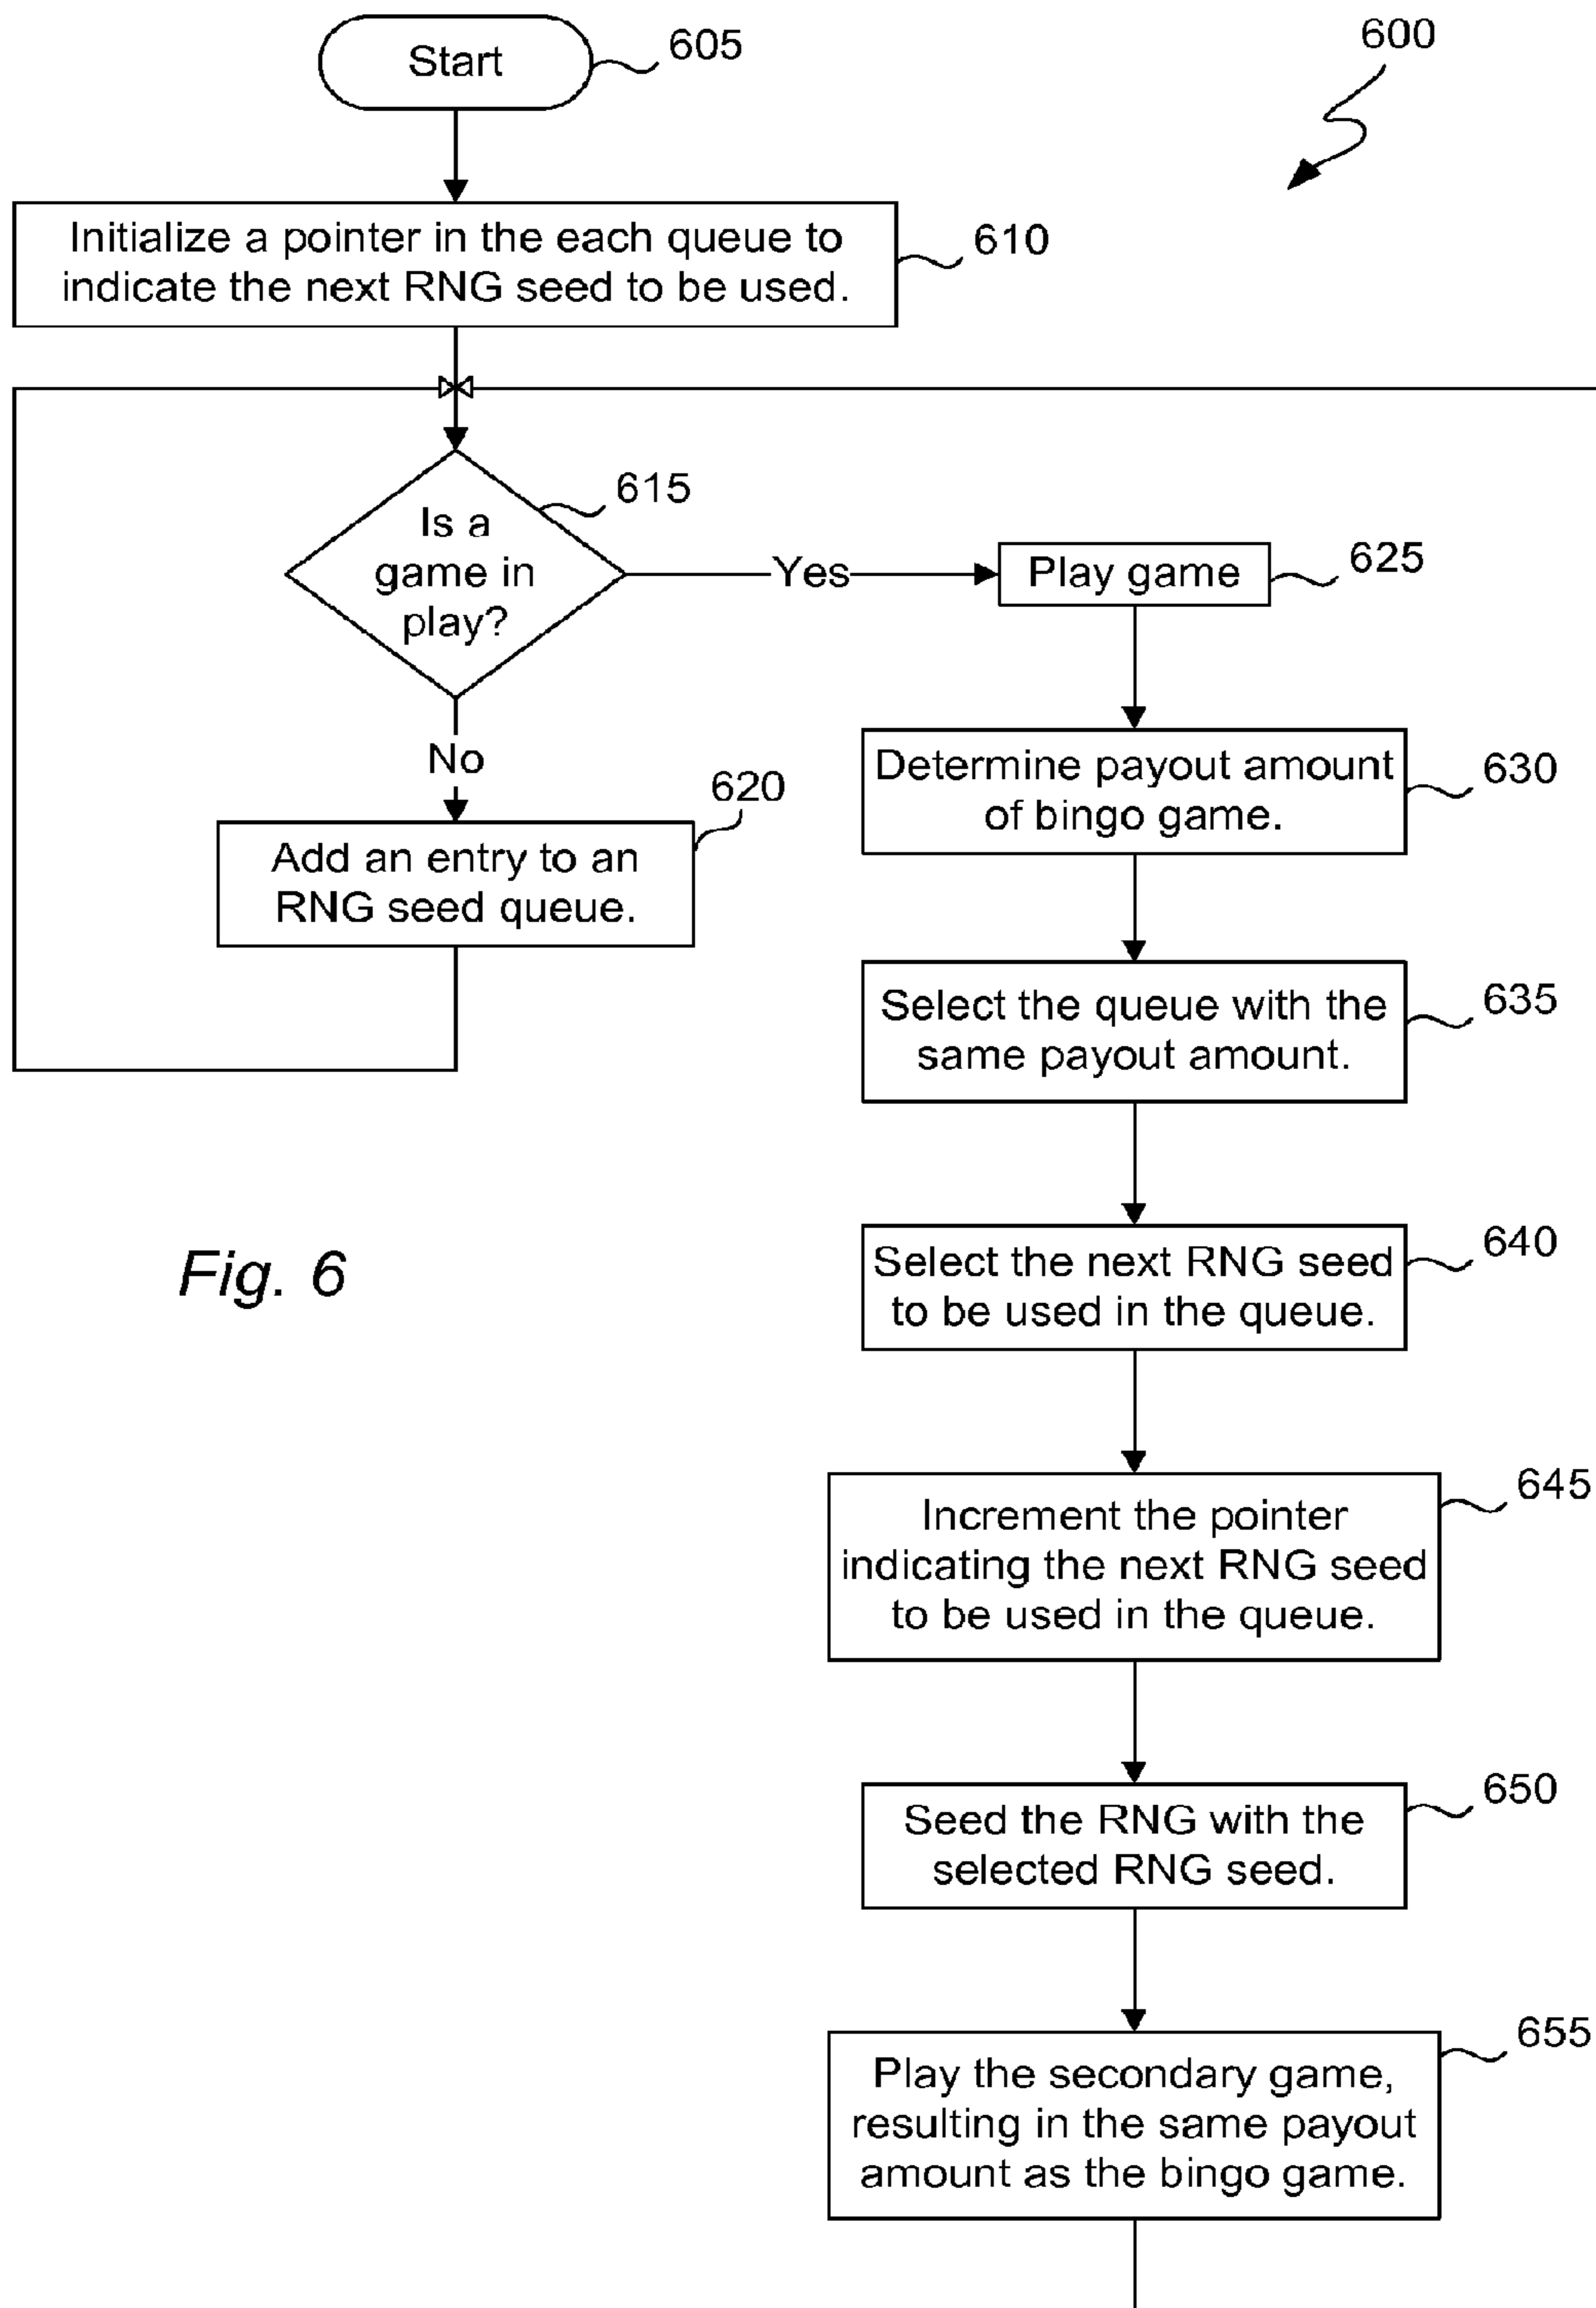 Start
605
600
Initialize a pointer in the each queue to
indicate the next RNG seed to be used.
610
Is a
game in
play?
615
Yes
Play game
625
No
Add an entry to an
RNG seed queue.
620
Determine payout amount
of bingo game.
630
Select the queue with the
same payout amount.
635
Select the next RNG seed
to be used in the queue.
640
Fig. 6
Increment the pointer
indicating the next RNG seed
to be used in the queue.
645
Seed the RNG with the
selected RNG seed.
650
Play the secondary game,
resulting in the same payout
amount as the bingo game.
655